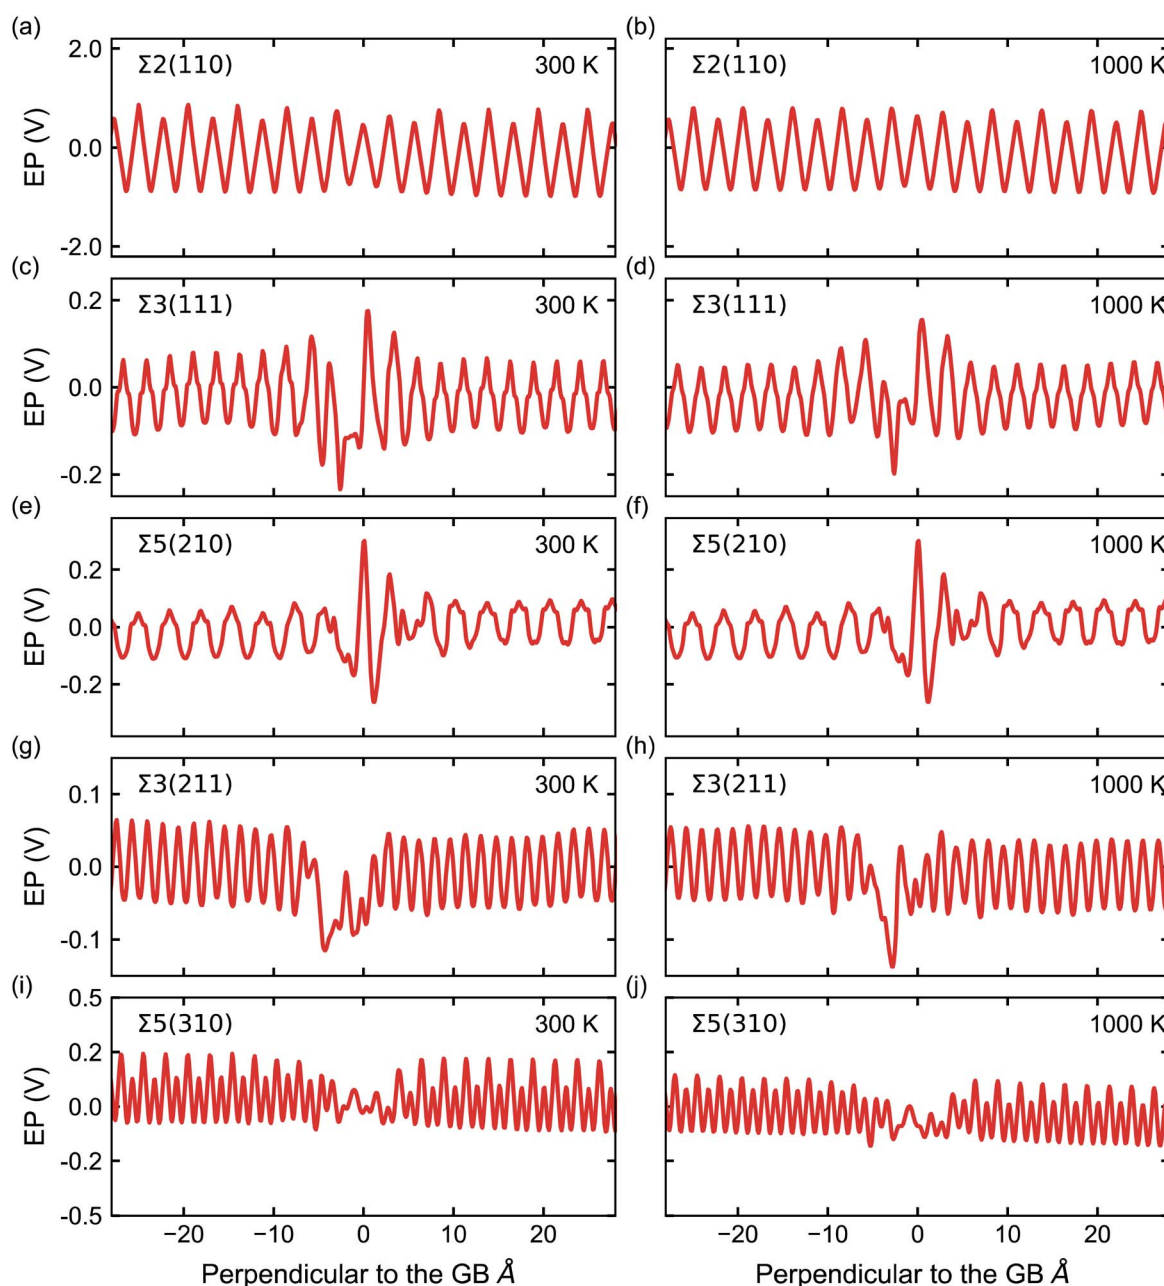 (a)
(b)
2.0
Σ2(110)
300 K
Σ2(110)
1000 K
EP (V)
0.0
-2.0
(c)
(d)
0.2
Σ3(111)
300 K
Σ3(111)
1000 K
EP (V)
0.0
-0.2
(e)
(f)
Σ5(210)
300 K
Σ5(210)
1000 K
0.2
EP (V)
0.0
-0.2
(g)
(h)
Σ3(211)
300 K
Σ3(211)
1000 K
0.1
EP (V)
0.0
-0.1
(i)
(j)
0.5
Σ5(310)
300 K
Σ5(310)
1000 K
0.2
EP (V)
0.0
-0.2
-0.5
−20 −10 0 10 20
−20 −10 0 10 20
Perpendicular to the GB Å
Perpendicular to the GB Å